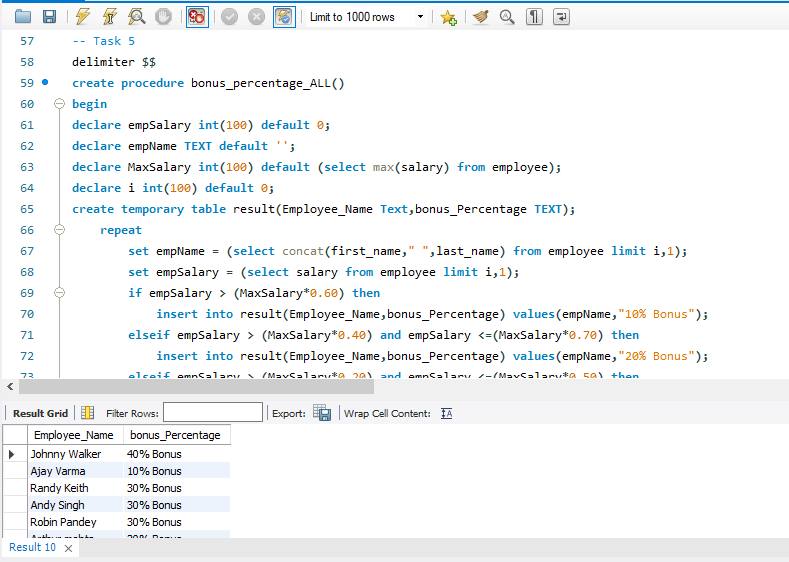 Limit to 1000 rows
57 -- Task 5
58 delimiter $$
59 create procedure bonus_percentage_ALL()
60 begin
61 declare empSalary int(100) default 0;
62 declare empName TEXT default '';
63 declare MaxSalary int(100) default (select max(salary) from employee);
64 declare i int(100) default 0;
65 create temporary table result(Employee_Name Text,bonus_Percentage TEXT);
66 repeat
67 set empName = (select concat(first_name," ",last_name) from employee limit i,1);
68 set empSalary = (select salary from employee limit i,1);
69 if empSalary > (MaxSalary*0.60) then
70 insert into result(Employee_Name,bonus_Percentage) values(empName,"10% Bonus");
71 elseif empSalary > (MaxSalary*0.40) and empSalary <=(MaxSalary*0.70) then
72 insert into result(Employee_Name,bonus_Percentage) values(empName,"20% Bonus");
73 elseif empSalary > (MaxSalary*0.20) and empSalary <=(MaxSalary*0.50) then
Result Grid Filter Rows: Export: Wrap Cell Content:
Employee_Name bonus_Percentage
Johnny Walker 40% Bonus
Ajay Varma 10% Bonus
Randy Keith 30% Bonus
Andy Singh 30% Bonus
Robin Pandey 30% Bonus
Result 10